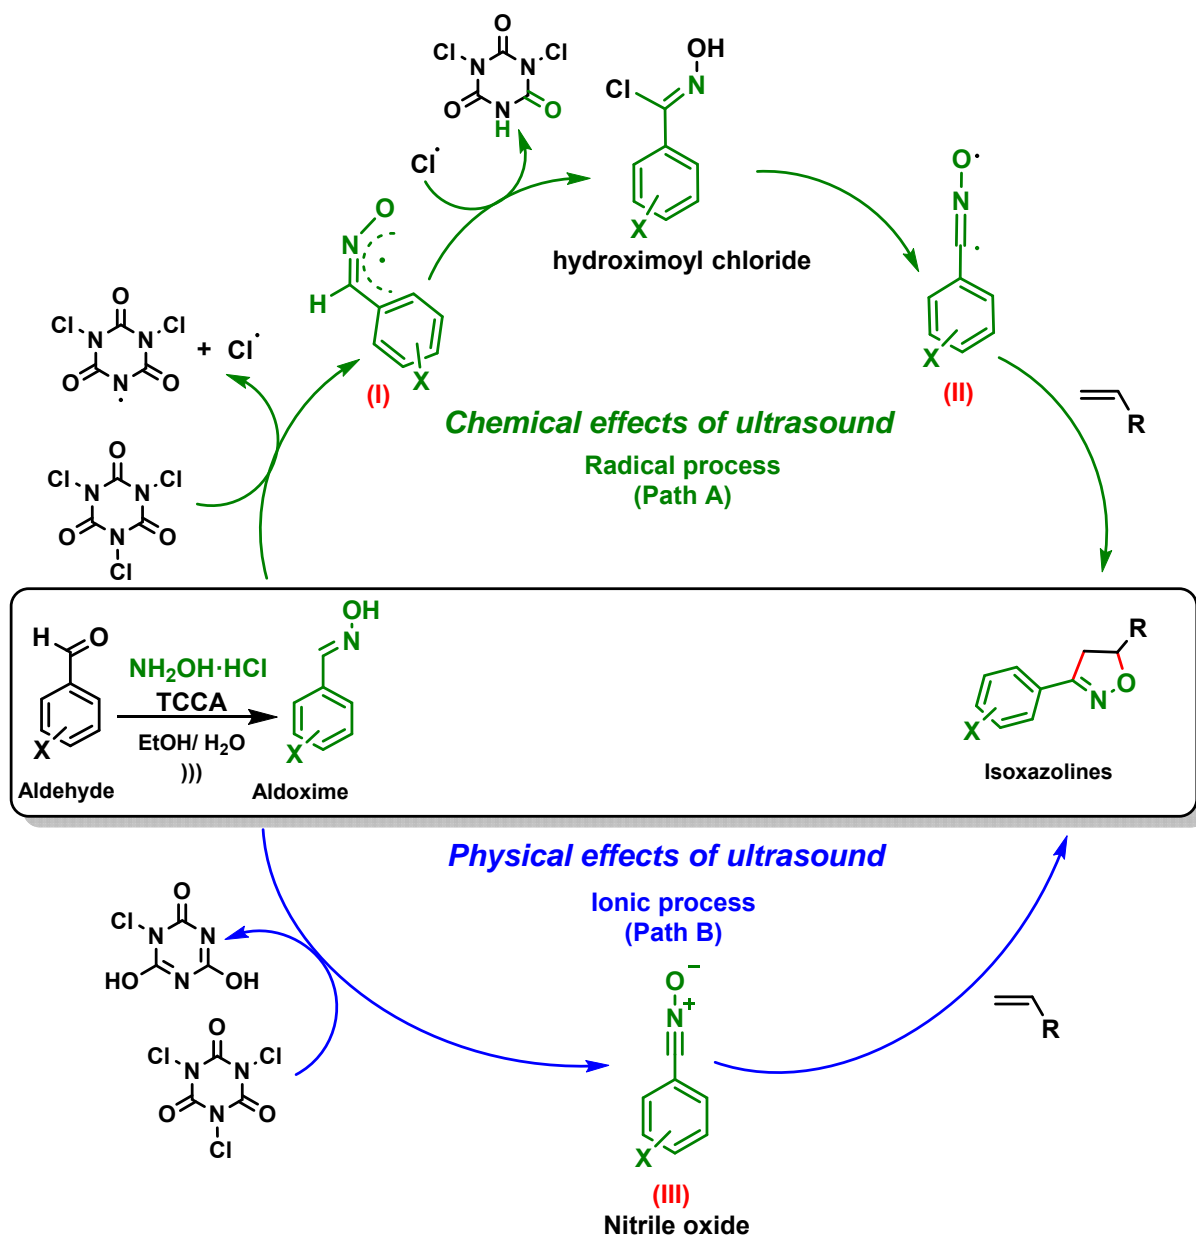 O
Cl
Cl
N
N
O
N
O
H
OH
N
Cl
X
hydroximoyl chloride
Cl·
O
N
H
X
(I)
O·
N
·
X
(II)
O
Cl
Cl
N
N
O
N
O
·
+ Cl·
O
Cl
Cl
N
N
O
N
O
Cl
R
Chemical effects of ultrasound
Radical process
(Path A)
H
O
X
Aldehyde
NH2OH·HCl
TCCA
EtOH/ H2O
)))
OH
N
X
Aldoxime
R
O
N
X
Isoxazolines
Physical effects of ultrasound
Ionic process
(Path B)
O
Cl
N
N
HO
N
OH
O
Cl
Cl
N
N
O
N
O
Cl
O−
N+
X
(III)
Nitrile oxide
R